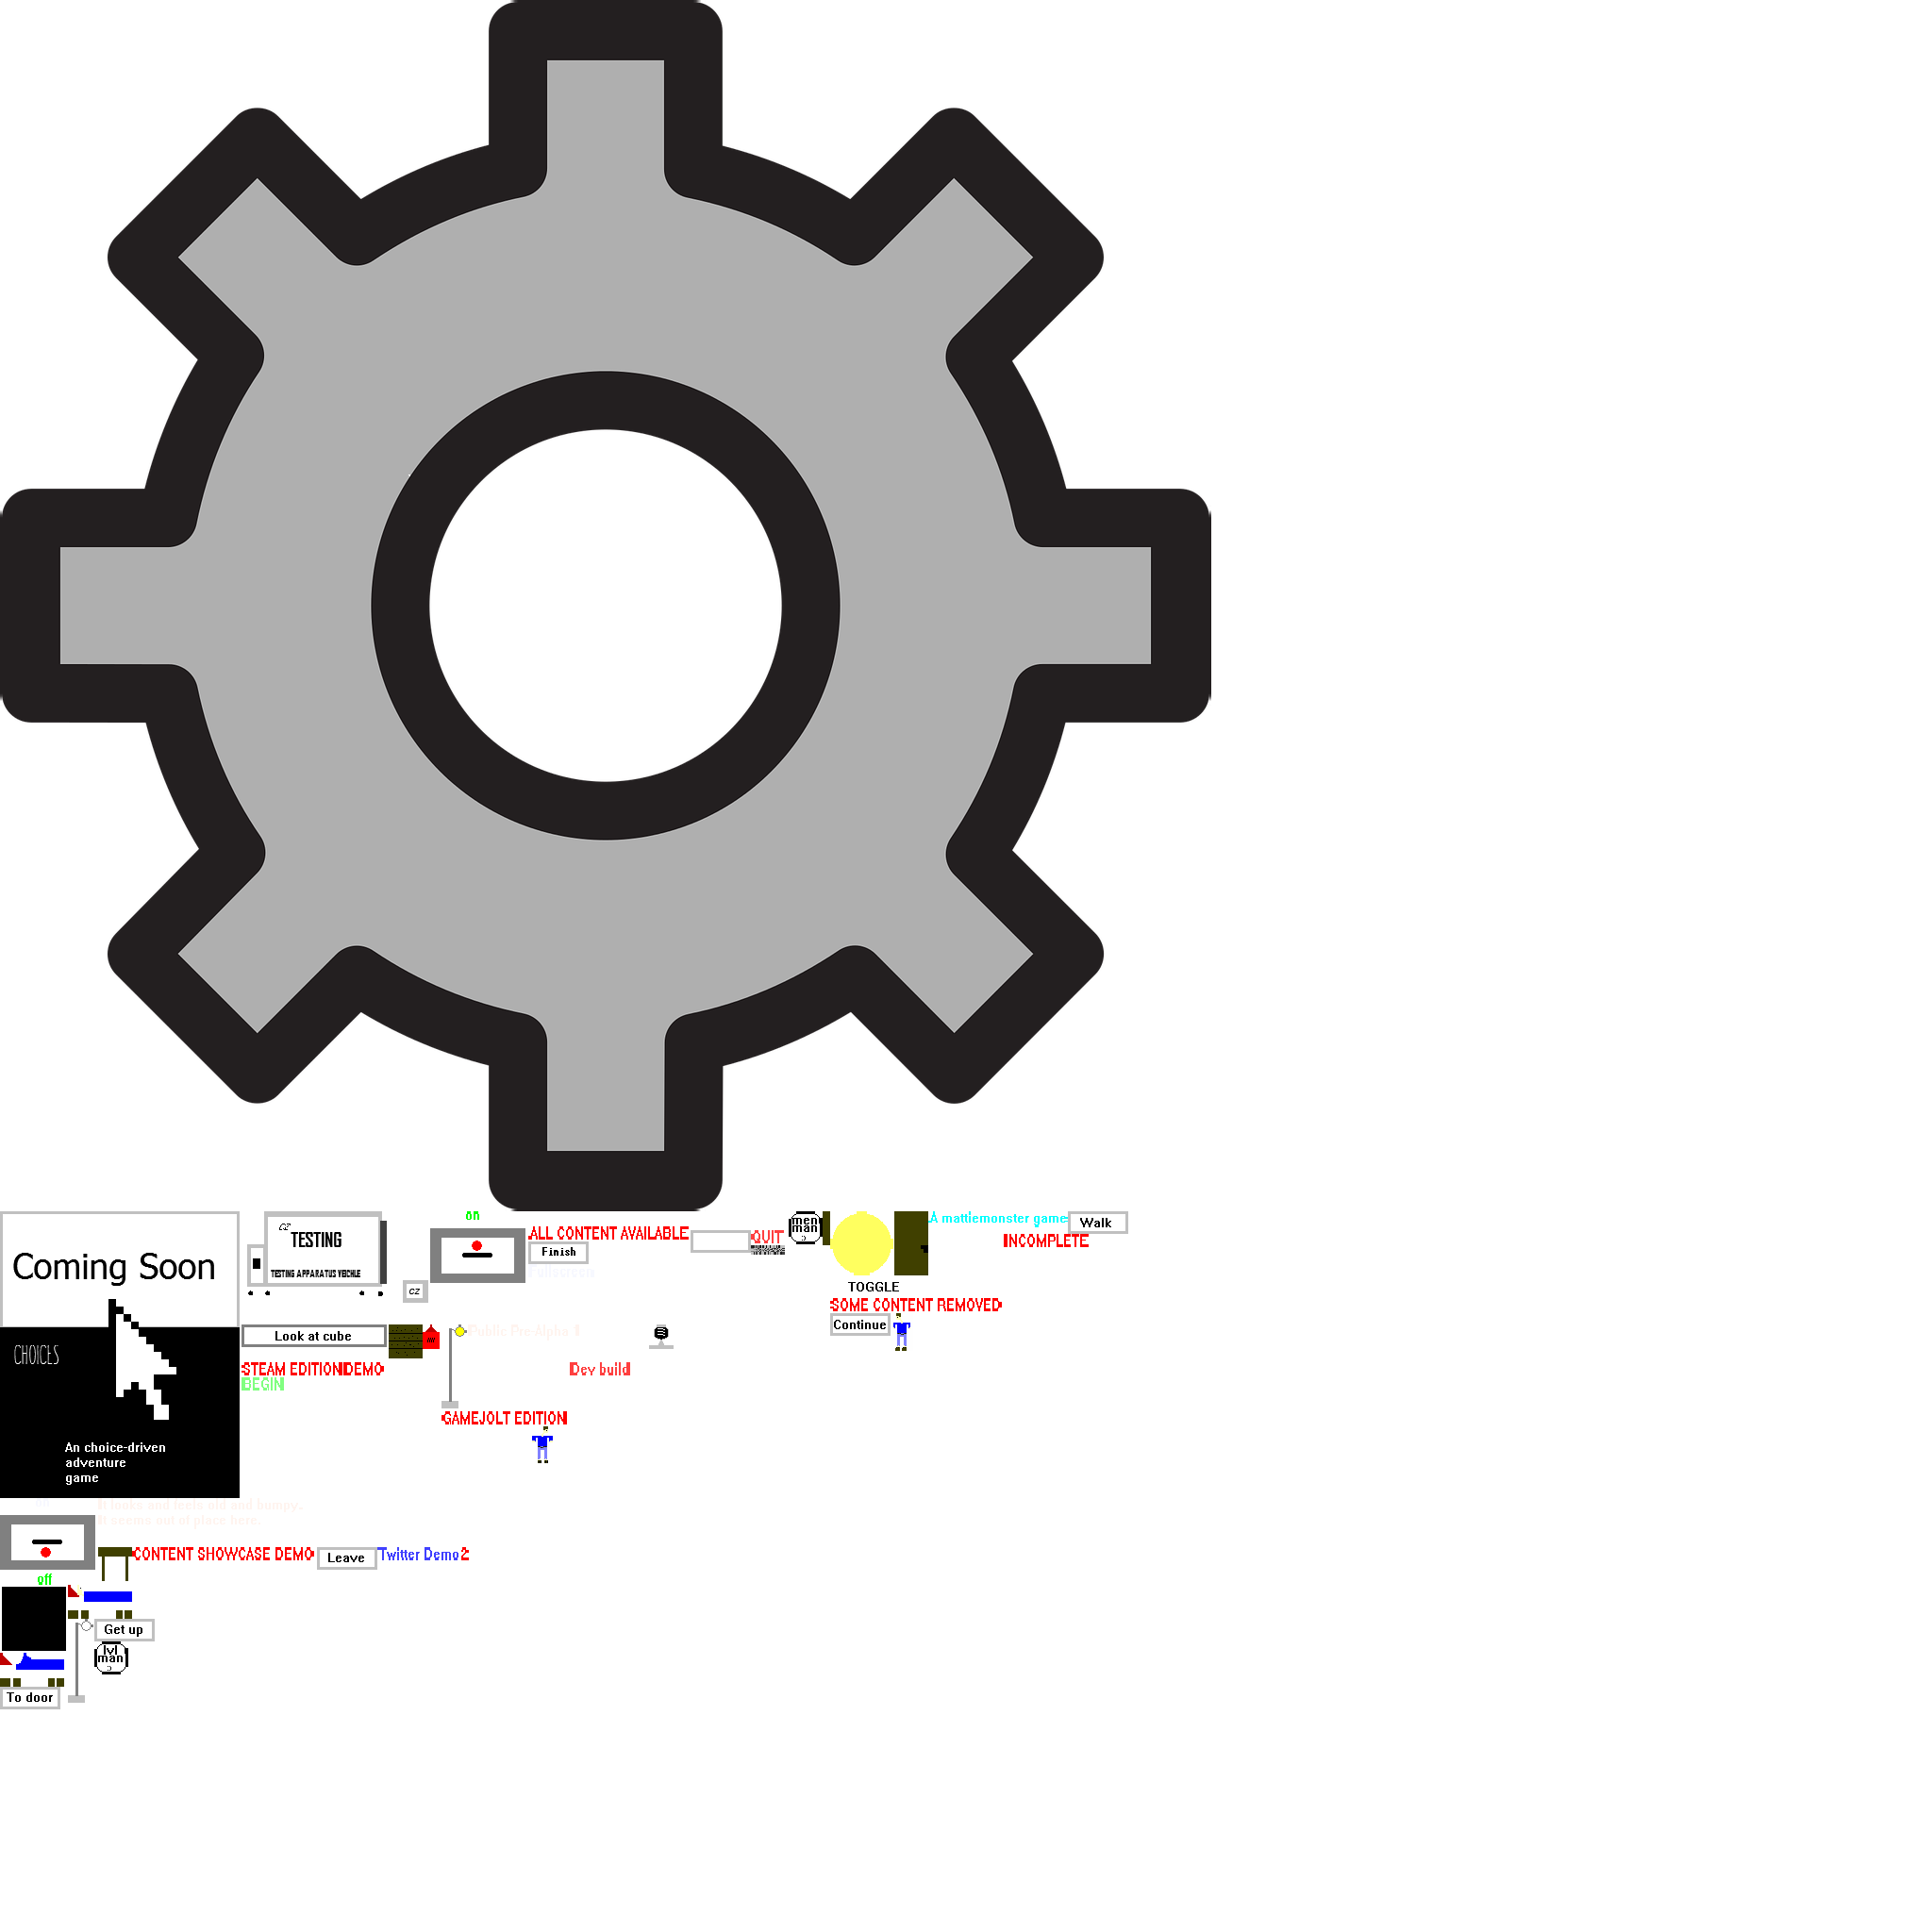 Coming Soon
CHOICES
An choice-driven
adventure
game
CZ
TESTING
TESTING APPARATUS VEICHLE
CZ
Look at cube
STEAM EDITION
DEMO
BEGIN
on
ALL CONTENT AVAILABLE
Finish
Fullscreen
QUIT
men
man
TOGGLE
SOME CONTENT REMOVED
Continue
A mattiemonster game
Walk
INCOMPLETE
Public Pre-Alpha 1
Dev build
GAMEJOLT EDITION
It looks and feels old and bumpy.
It seems out of place here.
CONTENT SHOWCASE DEMO
Leave
Twitter Demo
2
off
Get up
lvl
man
To door